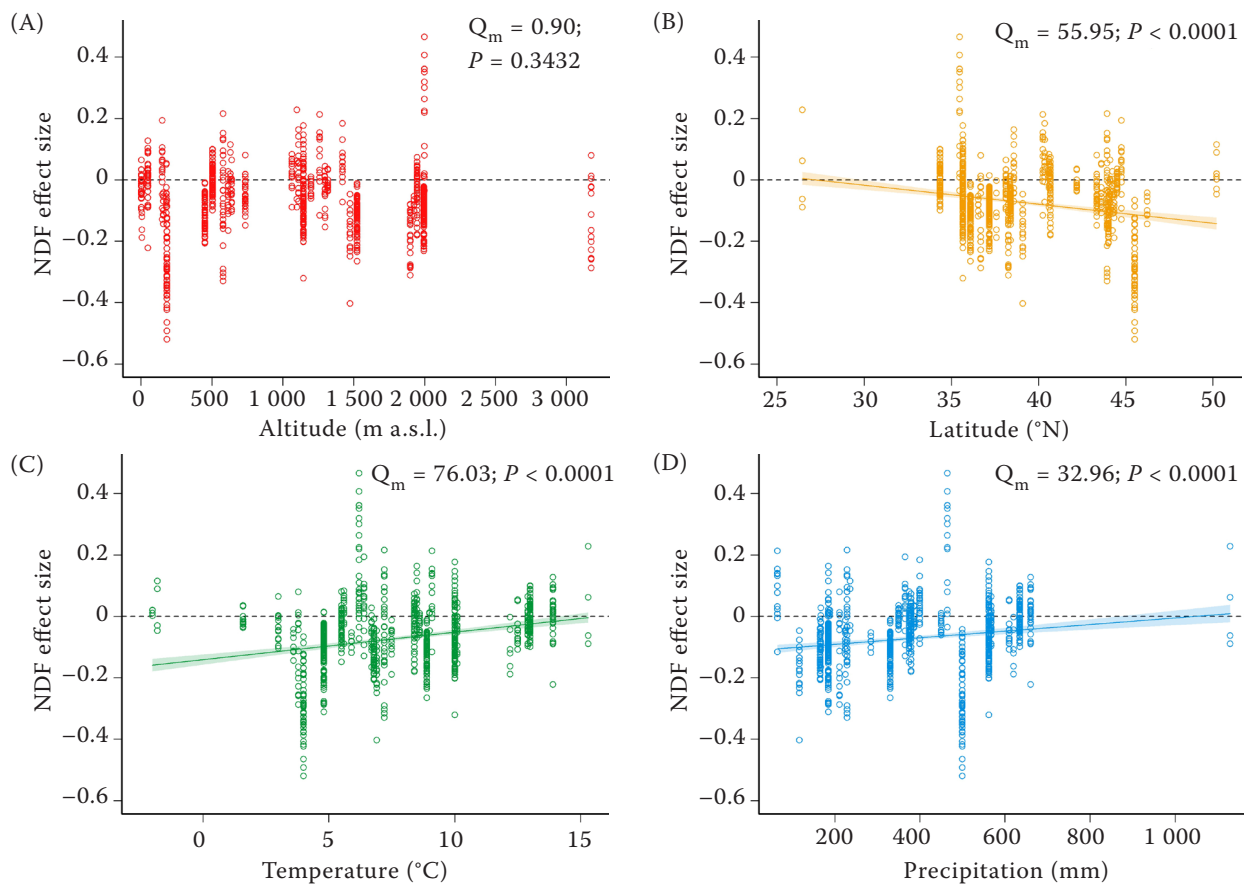 (A)
Q_m = 0.90;
P = 0.3432
0.4
0.2
0
−0.2
−0.4
−0.6
NDF effect size
0 500 1 000 1 500 2 000 2 500 3 000
Altitude (m a.s.l.)
(B)
Q_m = 55.95; P < 0.0001
0.4
0.2
0
−0.2
−0.4
−0.6
NDF effect size
25 30 35 40 45 50
Latitude (°N)
(C)
Q_m = 76.03; P < 0.0001
0.4
0.2
0
−0.2
−0.4
−0.6
NDF effect size
0 5 10 15
Temperature (°C)
(D)
Q_m = 32.96; P < 0.0001
0.4
0.2
0
−0.2
−0.4
−0.6
NDF effect size
200 400 600 800 1 000
Precipitation (mm)